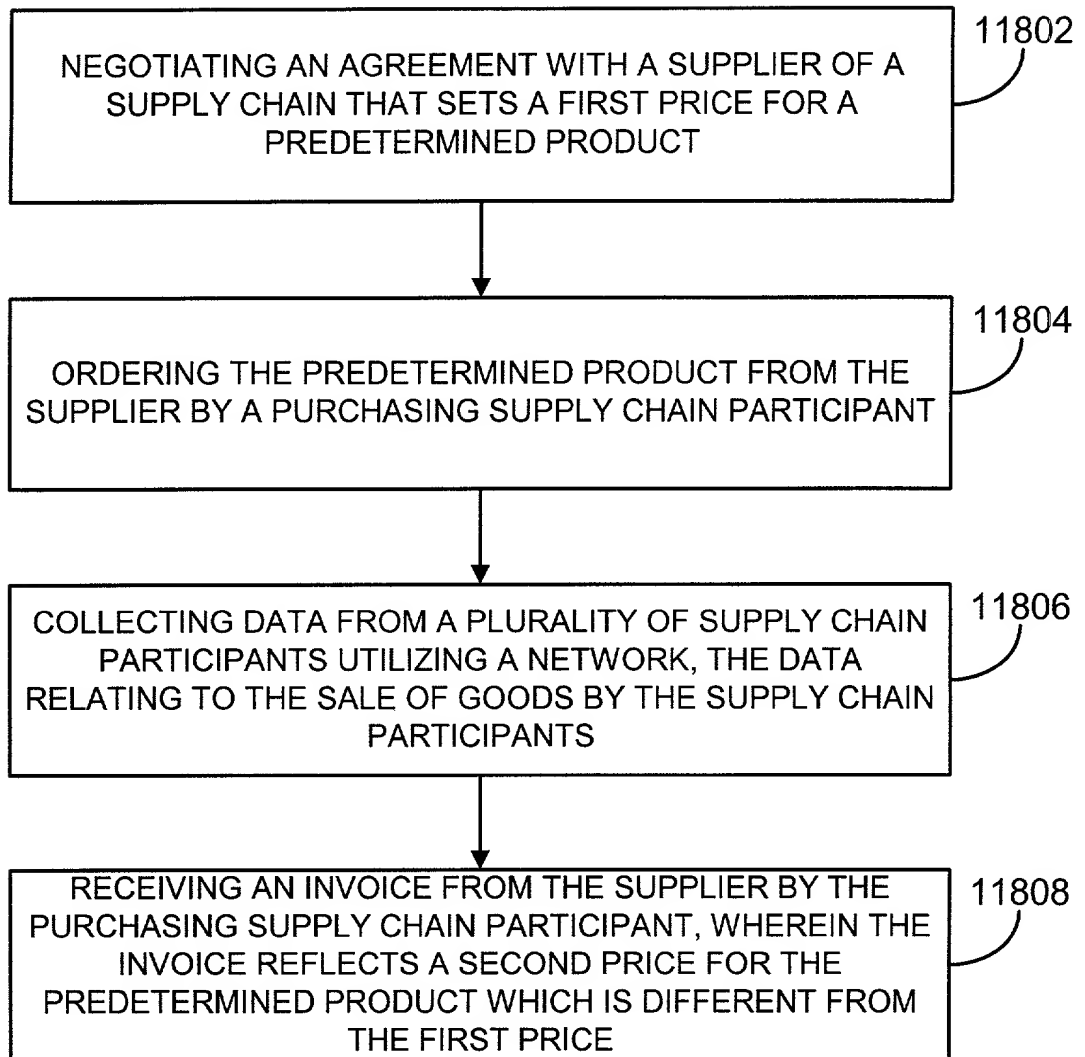 11802
NEGOTIATING AN AGREEMENT WITH A SUPPLIER OF A
SUPPLY CHAIN THAT SETS A FIRST PRICE FOR A
PREDETERMINED PRODUCT
11804
ORDERING THE PREDETERMINED PRODUCT FROM THE
SUPPLIER BY A PURCHASING SUPPLY CHAIN PARTICIPANT
11806
COLLECTING DATA FROM A PLURALITY OF SUPPLY CHAIN
PARTICIPANTS UTILIZING A NETWORK, THE DATA
RELATING TO THE SALE OF GOODS BY THE SUPPLY CHAIN
PARTICIPANTS
11808
RECEIVING AN INVOICE FROM THE SUPPLIER BY THE
PURCHASING SUPPLY CHAIN PARTICIPANT, WHEREIN THE
INVOICE REFLECTS A SECOND PRICE FOR THE
PREDETERMINED PRODUCT WHICH IS DIFFERENT FROM
THE FIRST PRICE